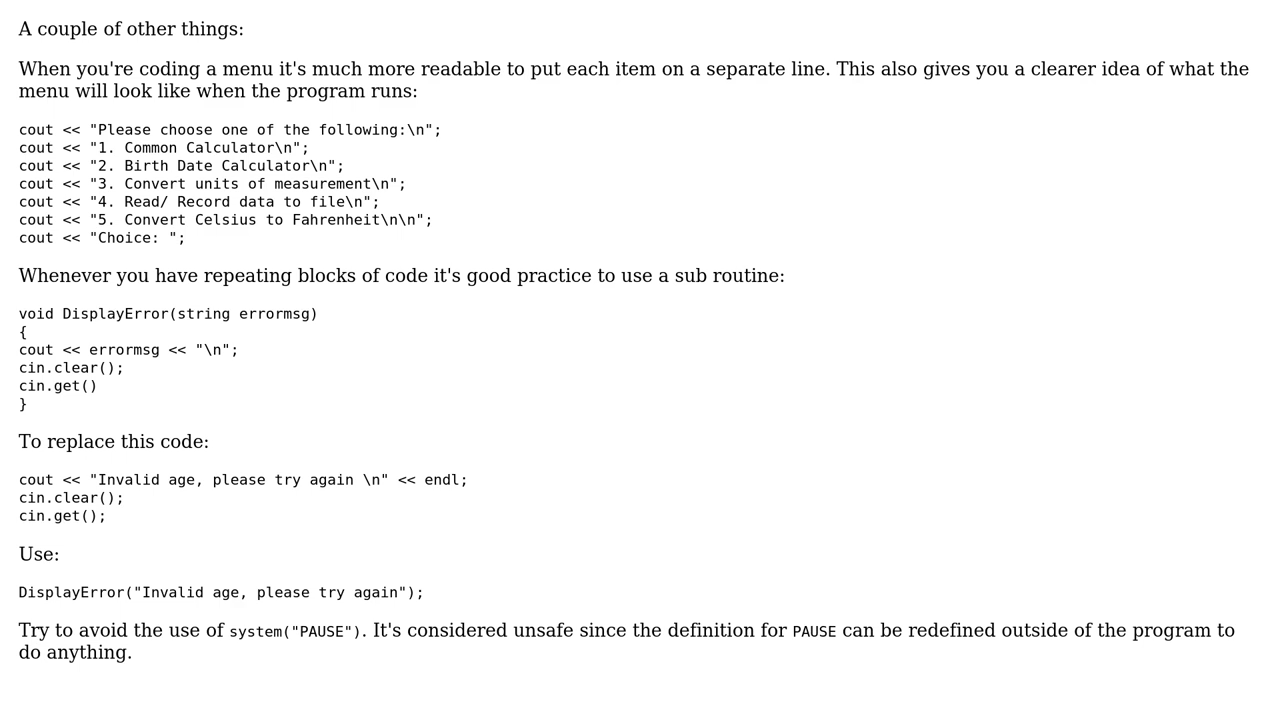 A couple of other things:
When you're coding a menu it's much more readable to put each item on a separate line. This also gives you a clearer idea of what the
menu will look like when the program runs:
cout << "Please choose one of the following:\n";
cout << "1. Common Calculator\n";
cout << "2. Birth Date Calculator\n";
cout << "3. Convert units of measurement\n";
cout << "4. Read/ Record data to file\n";
cout << "5. Convert Celsius to Fahrenheit\n\n";
cout << "Choice: ";
Whenever you have repeating blocks of code it's good practice to use a sub routine:
void DisplayError(string errormsg)
{
cout << errormsg << "\n";
cin.clear();
cin.get()
}
To replace this code:
cout << "Invalid age, please try again \n" << endl;
cin.clear();
cin.get();
Use:
DisplayError("Invalid age, please try again");
Try to avoid the use of system("PAUSE"). It's considered unsafe since the definition for PAUSE can be redefined outside of the program to
do anything.